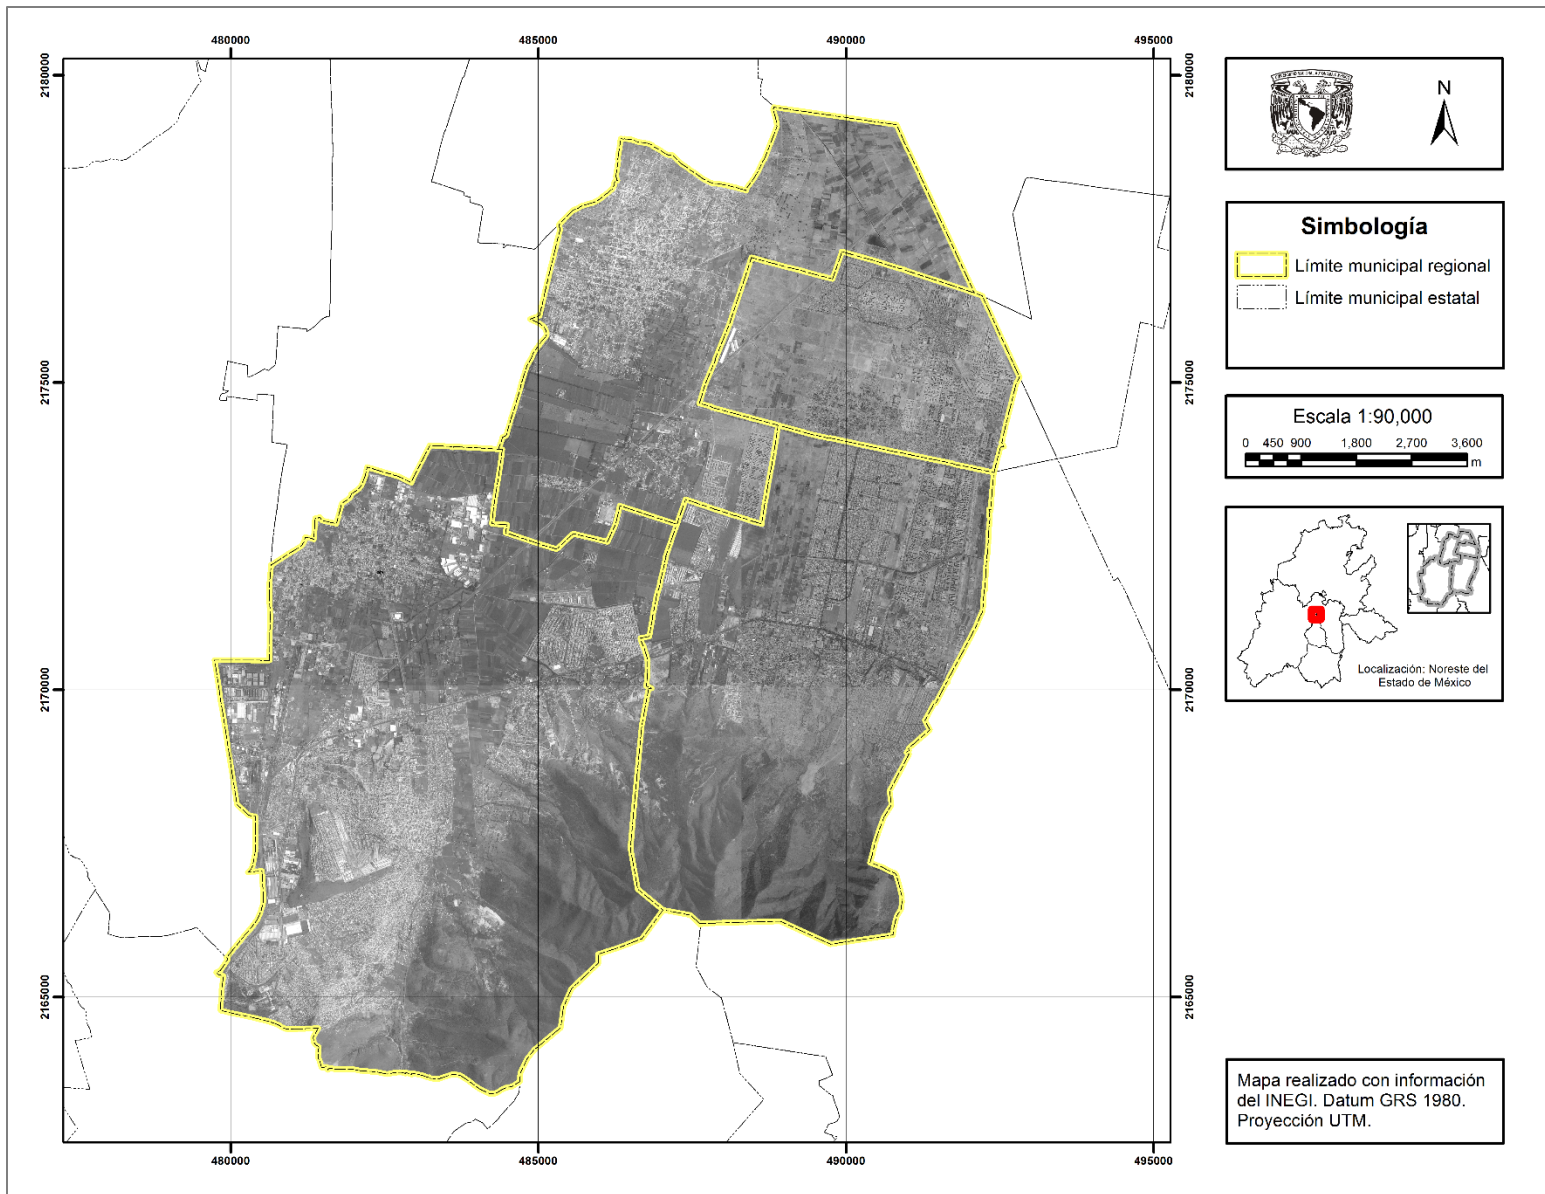 480000
485000
490000
495000
2180000
2180000
2175000
2175000
2170000
2170000
2165000
2165000
480000
485000
490000
495000
N
Simbología
Límite municipal regional
Límite municipal estatal
Escala 1:90,000
0 450 900 1,800 2,700 3,600
m
Localización: Noreste del
Estado de México
Mapa realizado con información
del INEGI. Datum GRS 1980.
Proyección UTM.